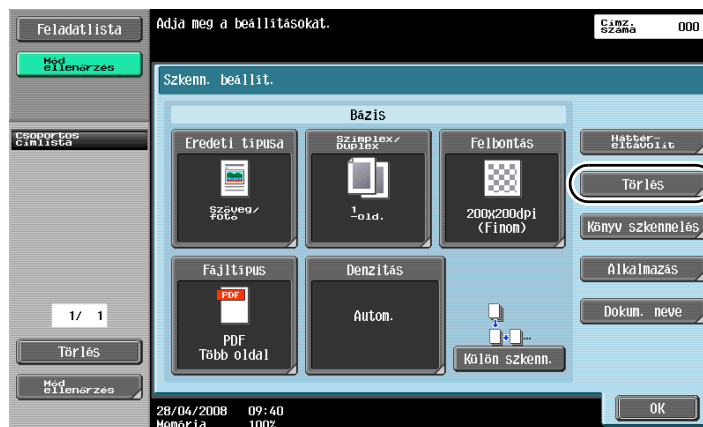 Feladatlista
Mód
ellenőrzés
Csoportos
címlista
1/ 1
Törlés
Mód
ellenőrzés
Adja meg a beállításokat.
Címz.
száma
000
Szkenn. beállít.
Bázis
Eredeti típusa
Szöveg/
fotó
Szimplex/
Duplex
1
-old.
Felbontás
200x200dpi
(Finom)
Fájltípus
PDF
PDF
Több oldal
Denzitás
Autom.
Külön szkenn.
Háttér-
eltávolít
Törlés
Könyv szkennelés
Alkalmazás
Dokum. neve
28/04/2008 09:40
Memória 100%
OK